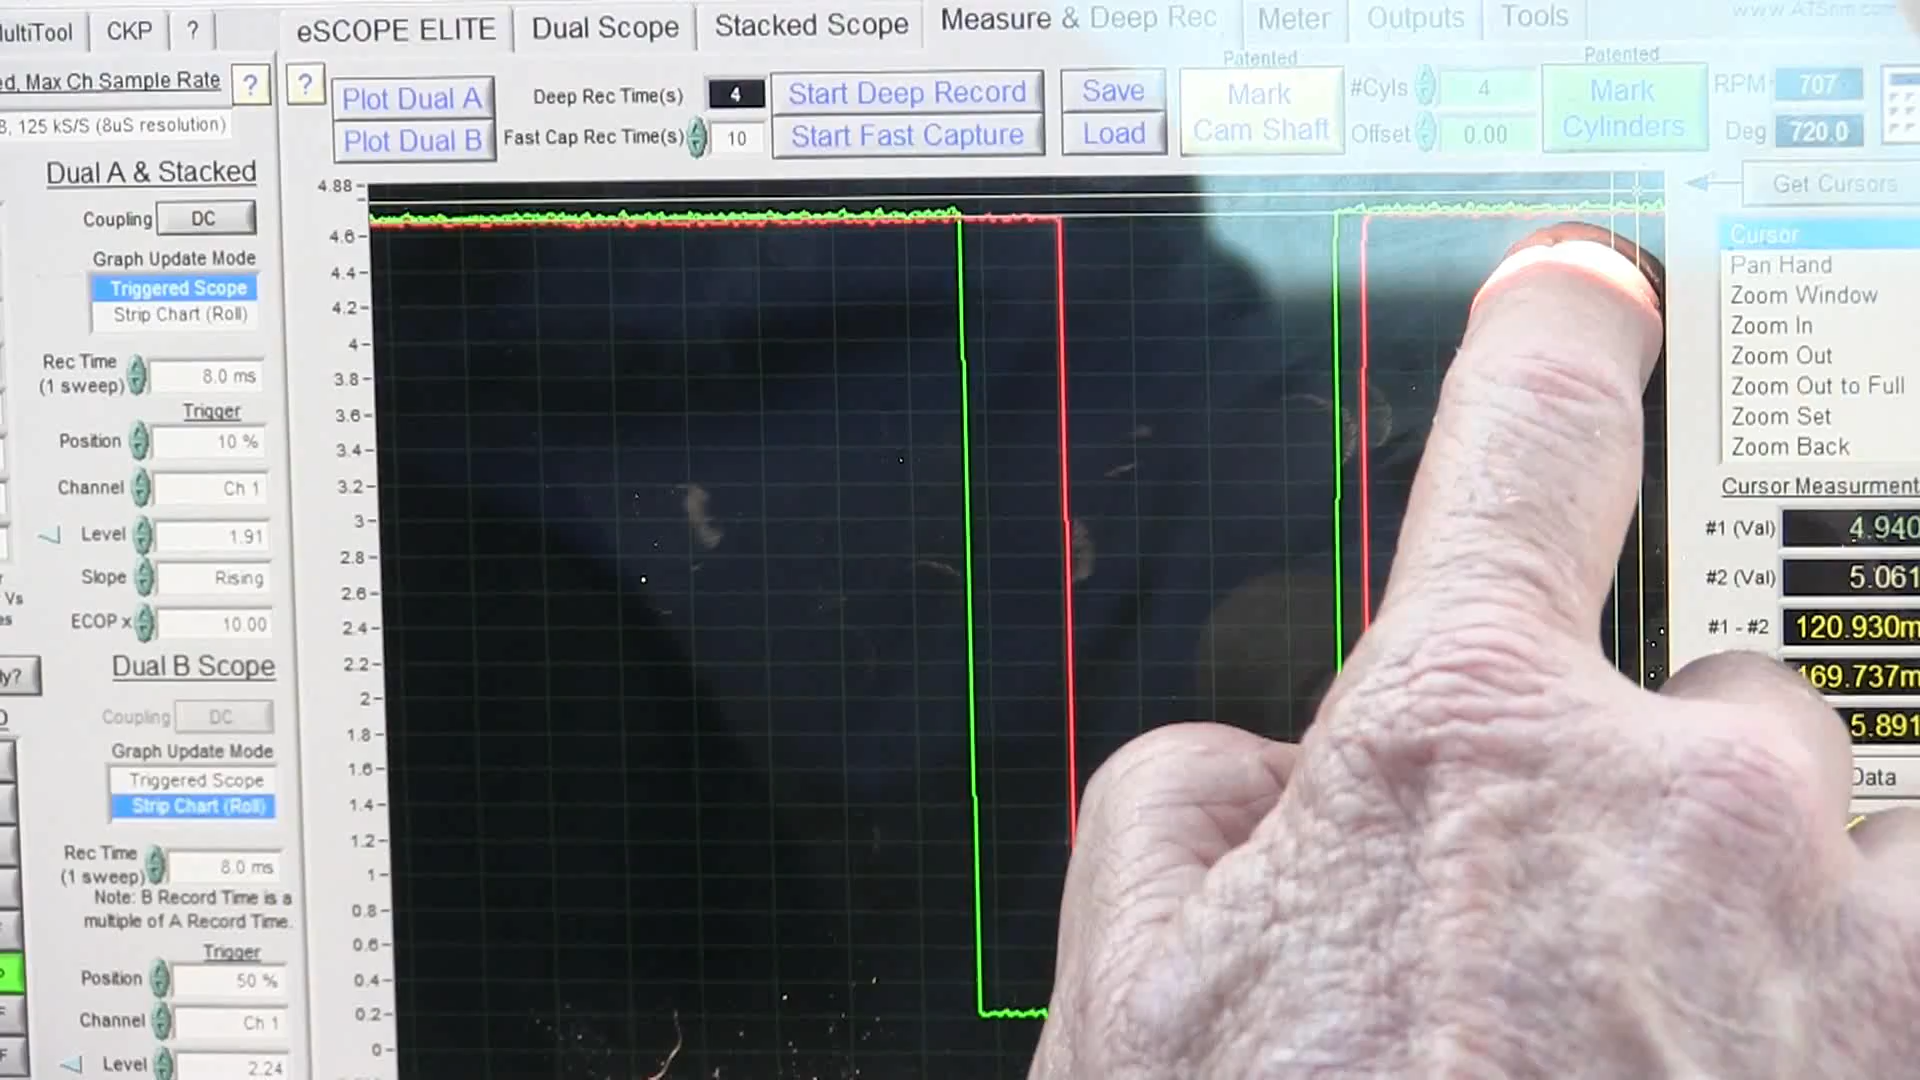 MultiTool CKP ? eSCOPE ELITE Dual Scope Stacked Scope Measure & Deep Rec Meter Outputs Tools www.ATSnm.com
ed, Max Ch Sample Rate ? ?
8, 125 kS/S (8uS resolution)
Plot Dual A
Plot Dual B
Deep Rec Time(s) 4
Fast Cap Rec Time(s) 10
Start Deep Record
Start Fast Capture
Save
Load
Patented
Mark
Cam Shaft
#Cyls 4
Offset 0.00
Patented
Mark
Cylinders
RPM 707
Deg 720.0
Dual A & Stacked
Coupling DC
Graph Update Mode
Triggered Scope
Strip Chart (Roll)
Rec Time
(1 sweep) 8.0 ms
Trigger
Position 10 %
Channel Ch 1
Level 1.91
Slope Rising
Vs
ECOP x 10.00
Dual B Scope
Coupling DC
Graph Update Mode
Triggered Scope
Strip Chart (Roll)
Rec Time
(1 sweep) 8.0 ms
Note: B Record Time is a
multiple of A Record Time.
Trigger
Position 50 %
Channel Ch 1
Level 2.24
4.88
4.6
4.4
4.2
4
3.8
3.6
3.4
3.2
3
2.8
2.6
2.4
2.2
2
1.8
1.6
1.4
1.2
1
0.8
0.6
0.4
0.2
0
Get Cursors
Cursor
Pan Hand
Zoom Window
Zoom In
Zoom Out
Zoom Out to Full
Zoom Set
Zoom Back
Cursor Measurment
#1 (Val) 4.940
#2 (Val) 5.061
#1 - #2 120.930m
169.737m
5.891
Data